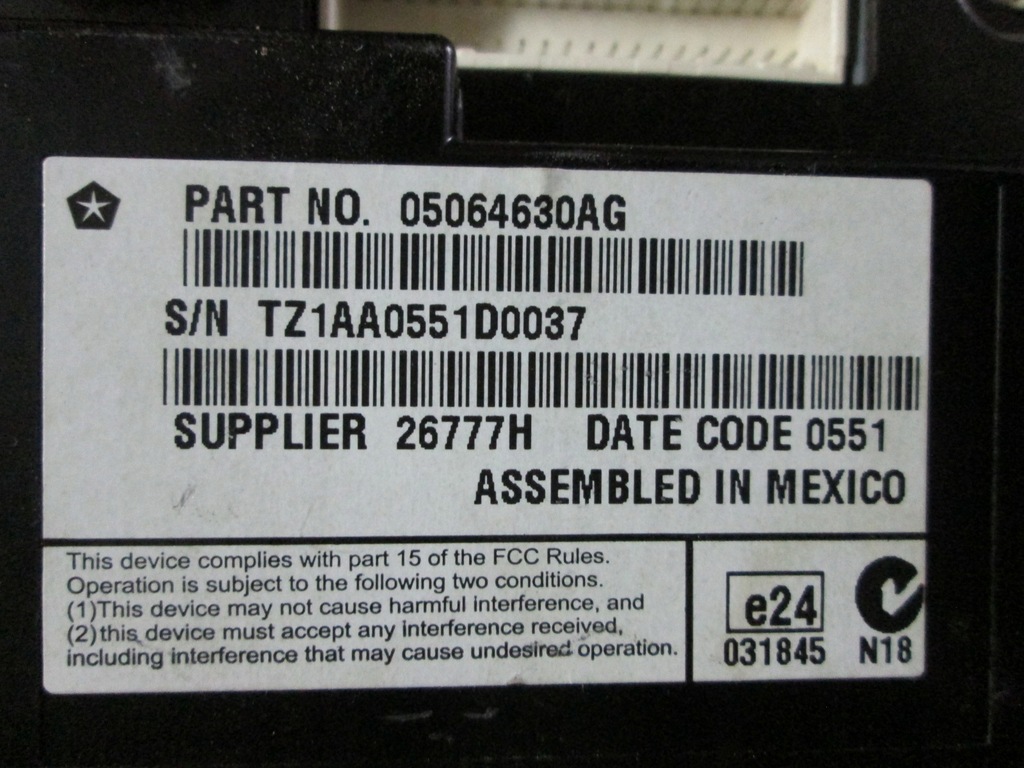 PART NO. 05064630AG
S/N TZ1AA0551D0037
SUPPLIER 26777H DATE CODE 0551
ASSEMBLED IN MEXICO
This device complies with part 15 of the FCC Rules.
Operation is subject to the following two conditions.
(1)This device may not cause harmful interference, and
(2)this device must accept any interference received,
including interference that may cause undesired operation.
e24
031845
N18